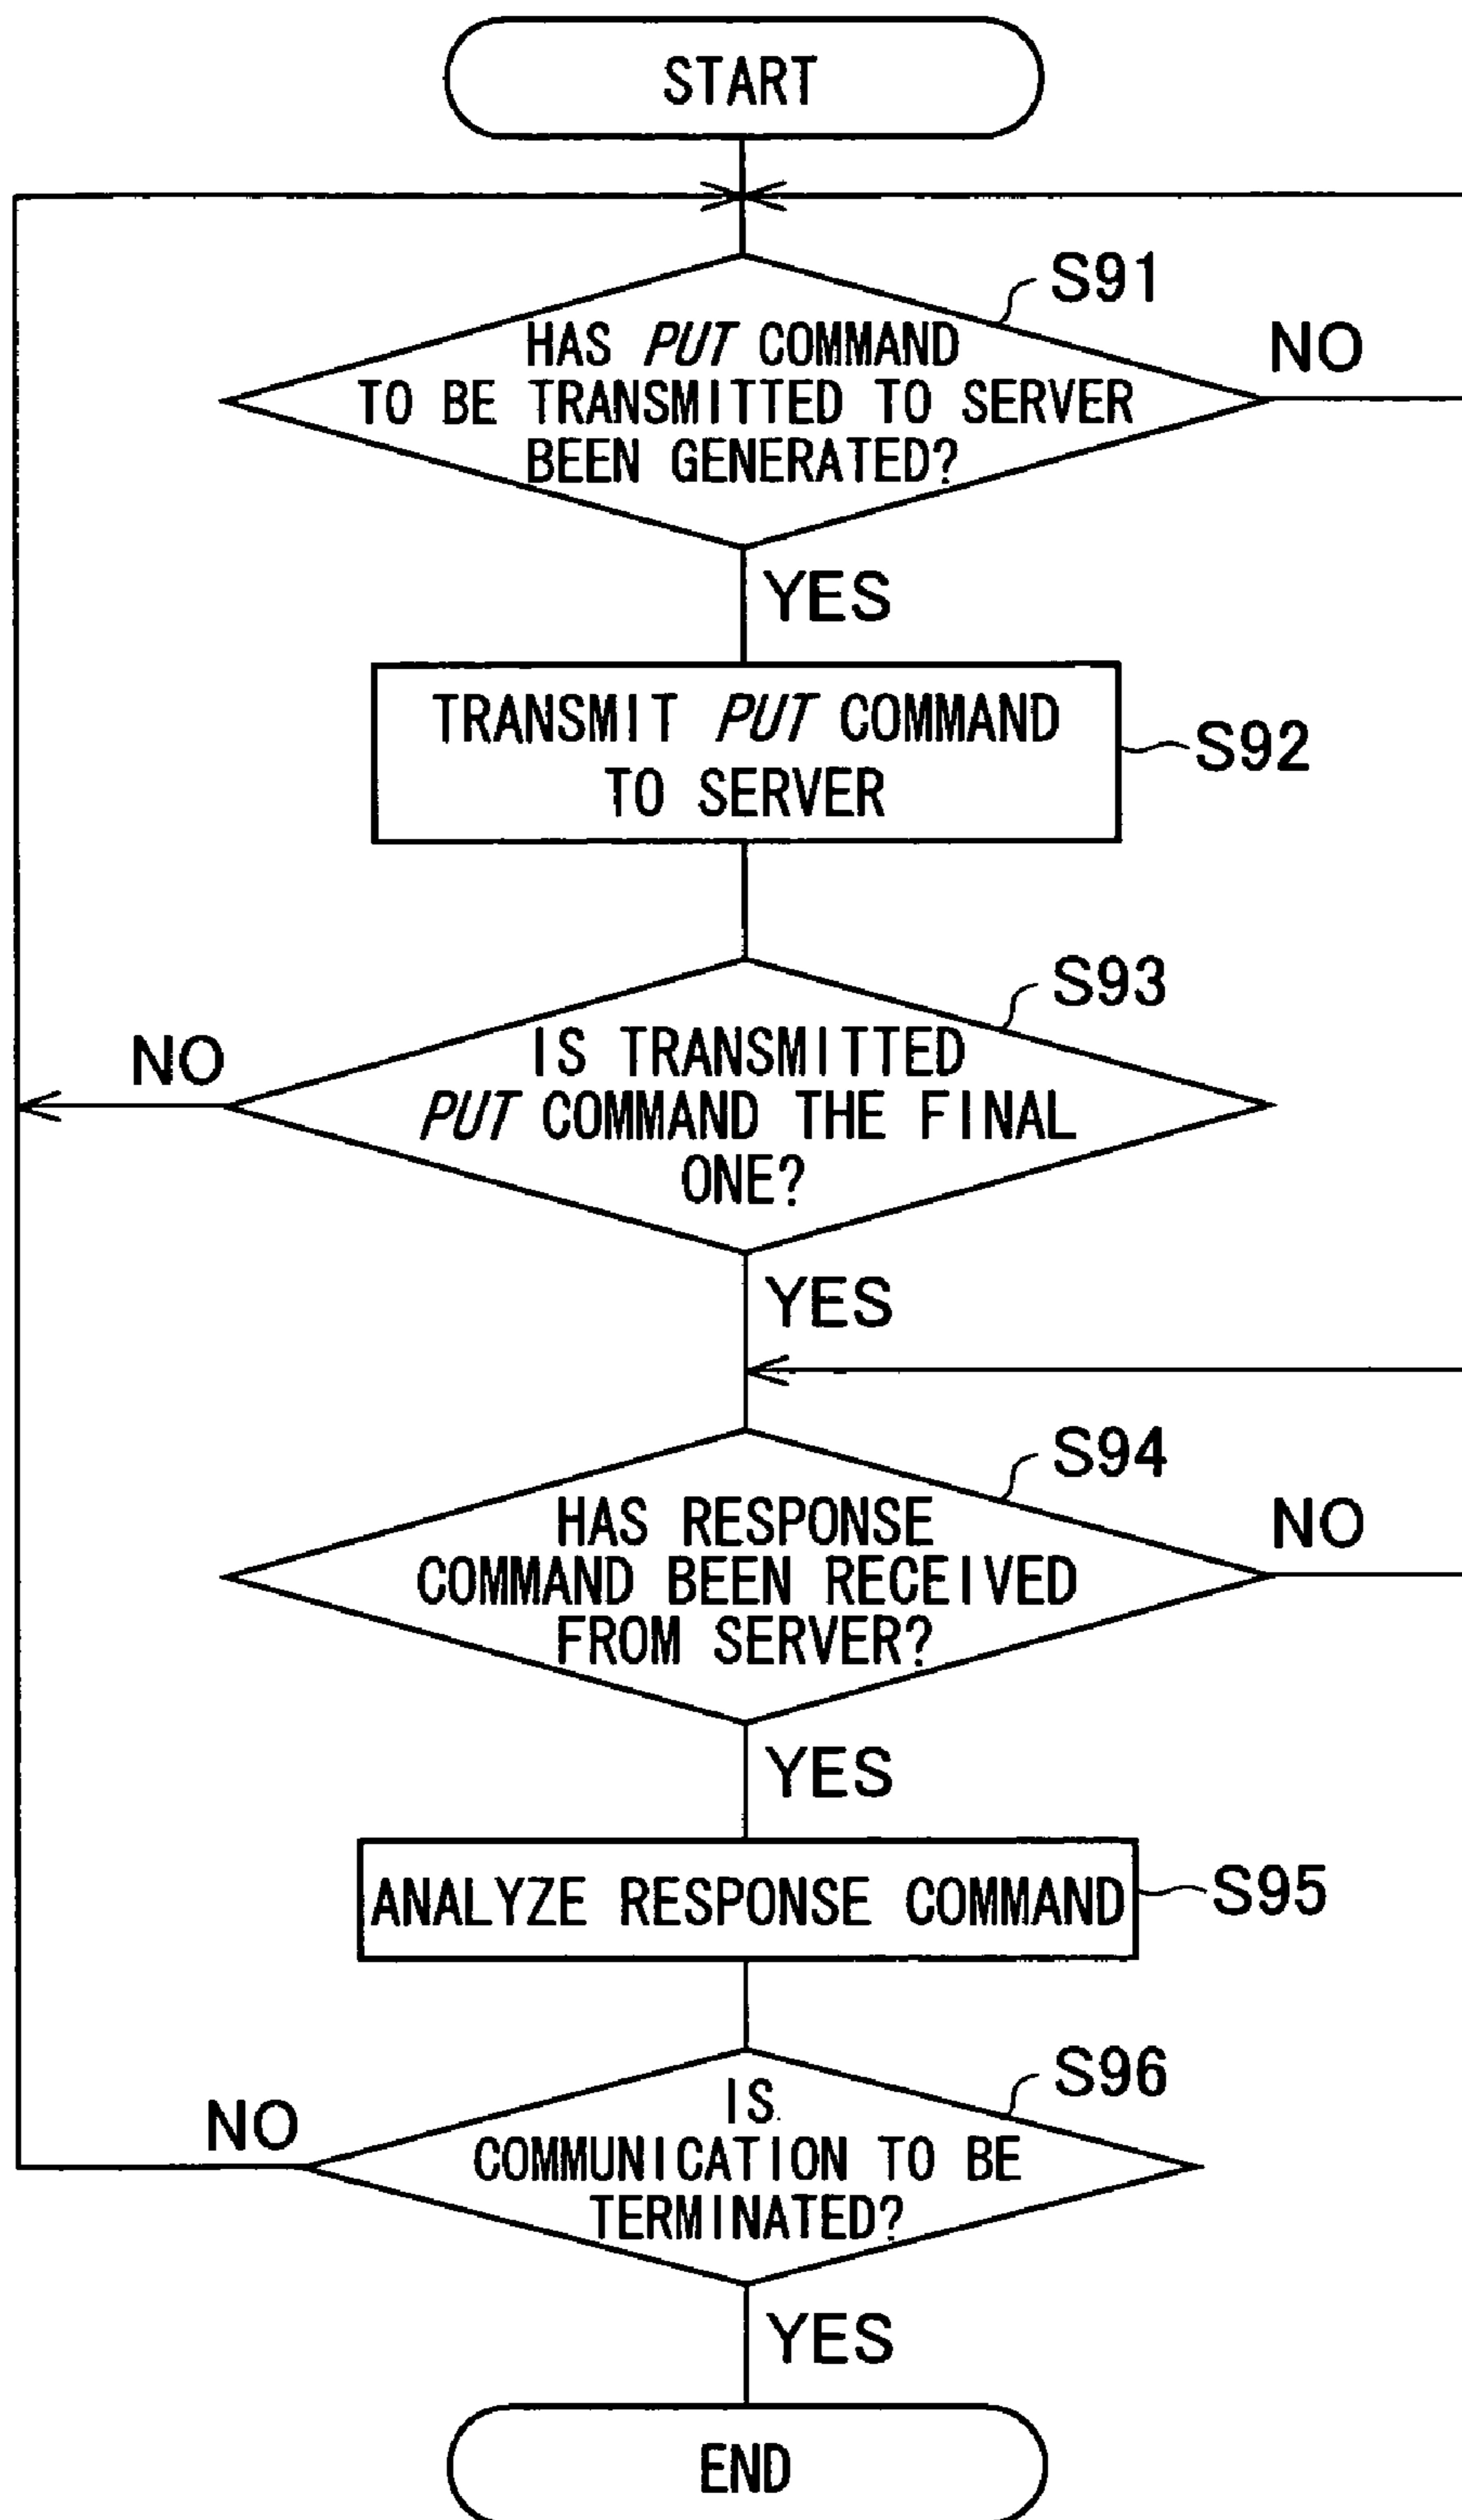 START
S91
HAS PUT COMMAND
TO BE TRANSMITTED TO SERVER
BEEN GENERATED?
NO
YES
TRANSMIT PUT COMMAND
TO SERVER
S92
S93
IS TRANSMITTED
PUT COMMAND THE FINAL
ONE?
NO
YES
S94
HAS RESPONSE
COMMAND BEEN RECEIVED
FROM SERVER?
NO
YES
ANALYZE RESPONSE COMMAND
S95
S96
IS
COMMUNICATION TO BE
TERMINATED?
NO
YES
END